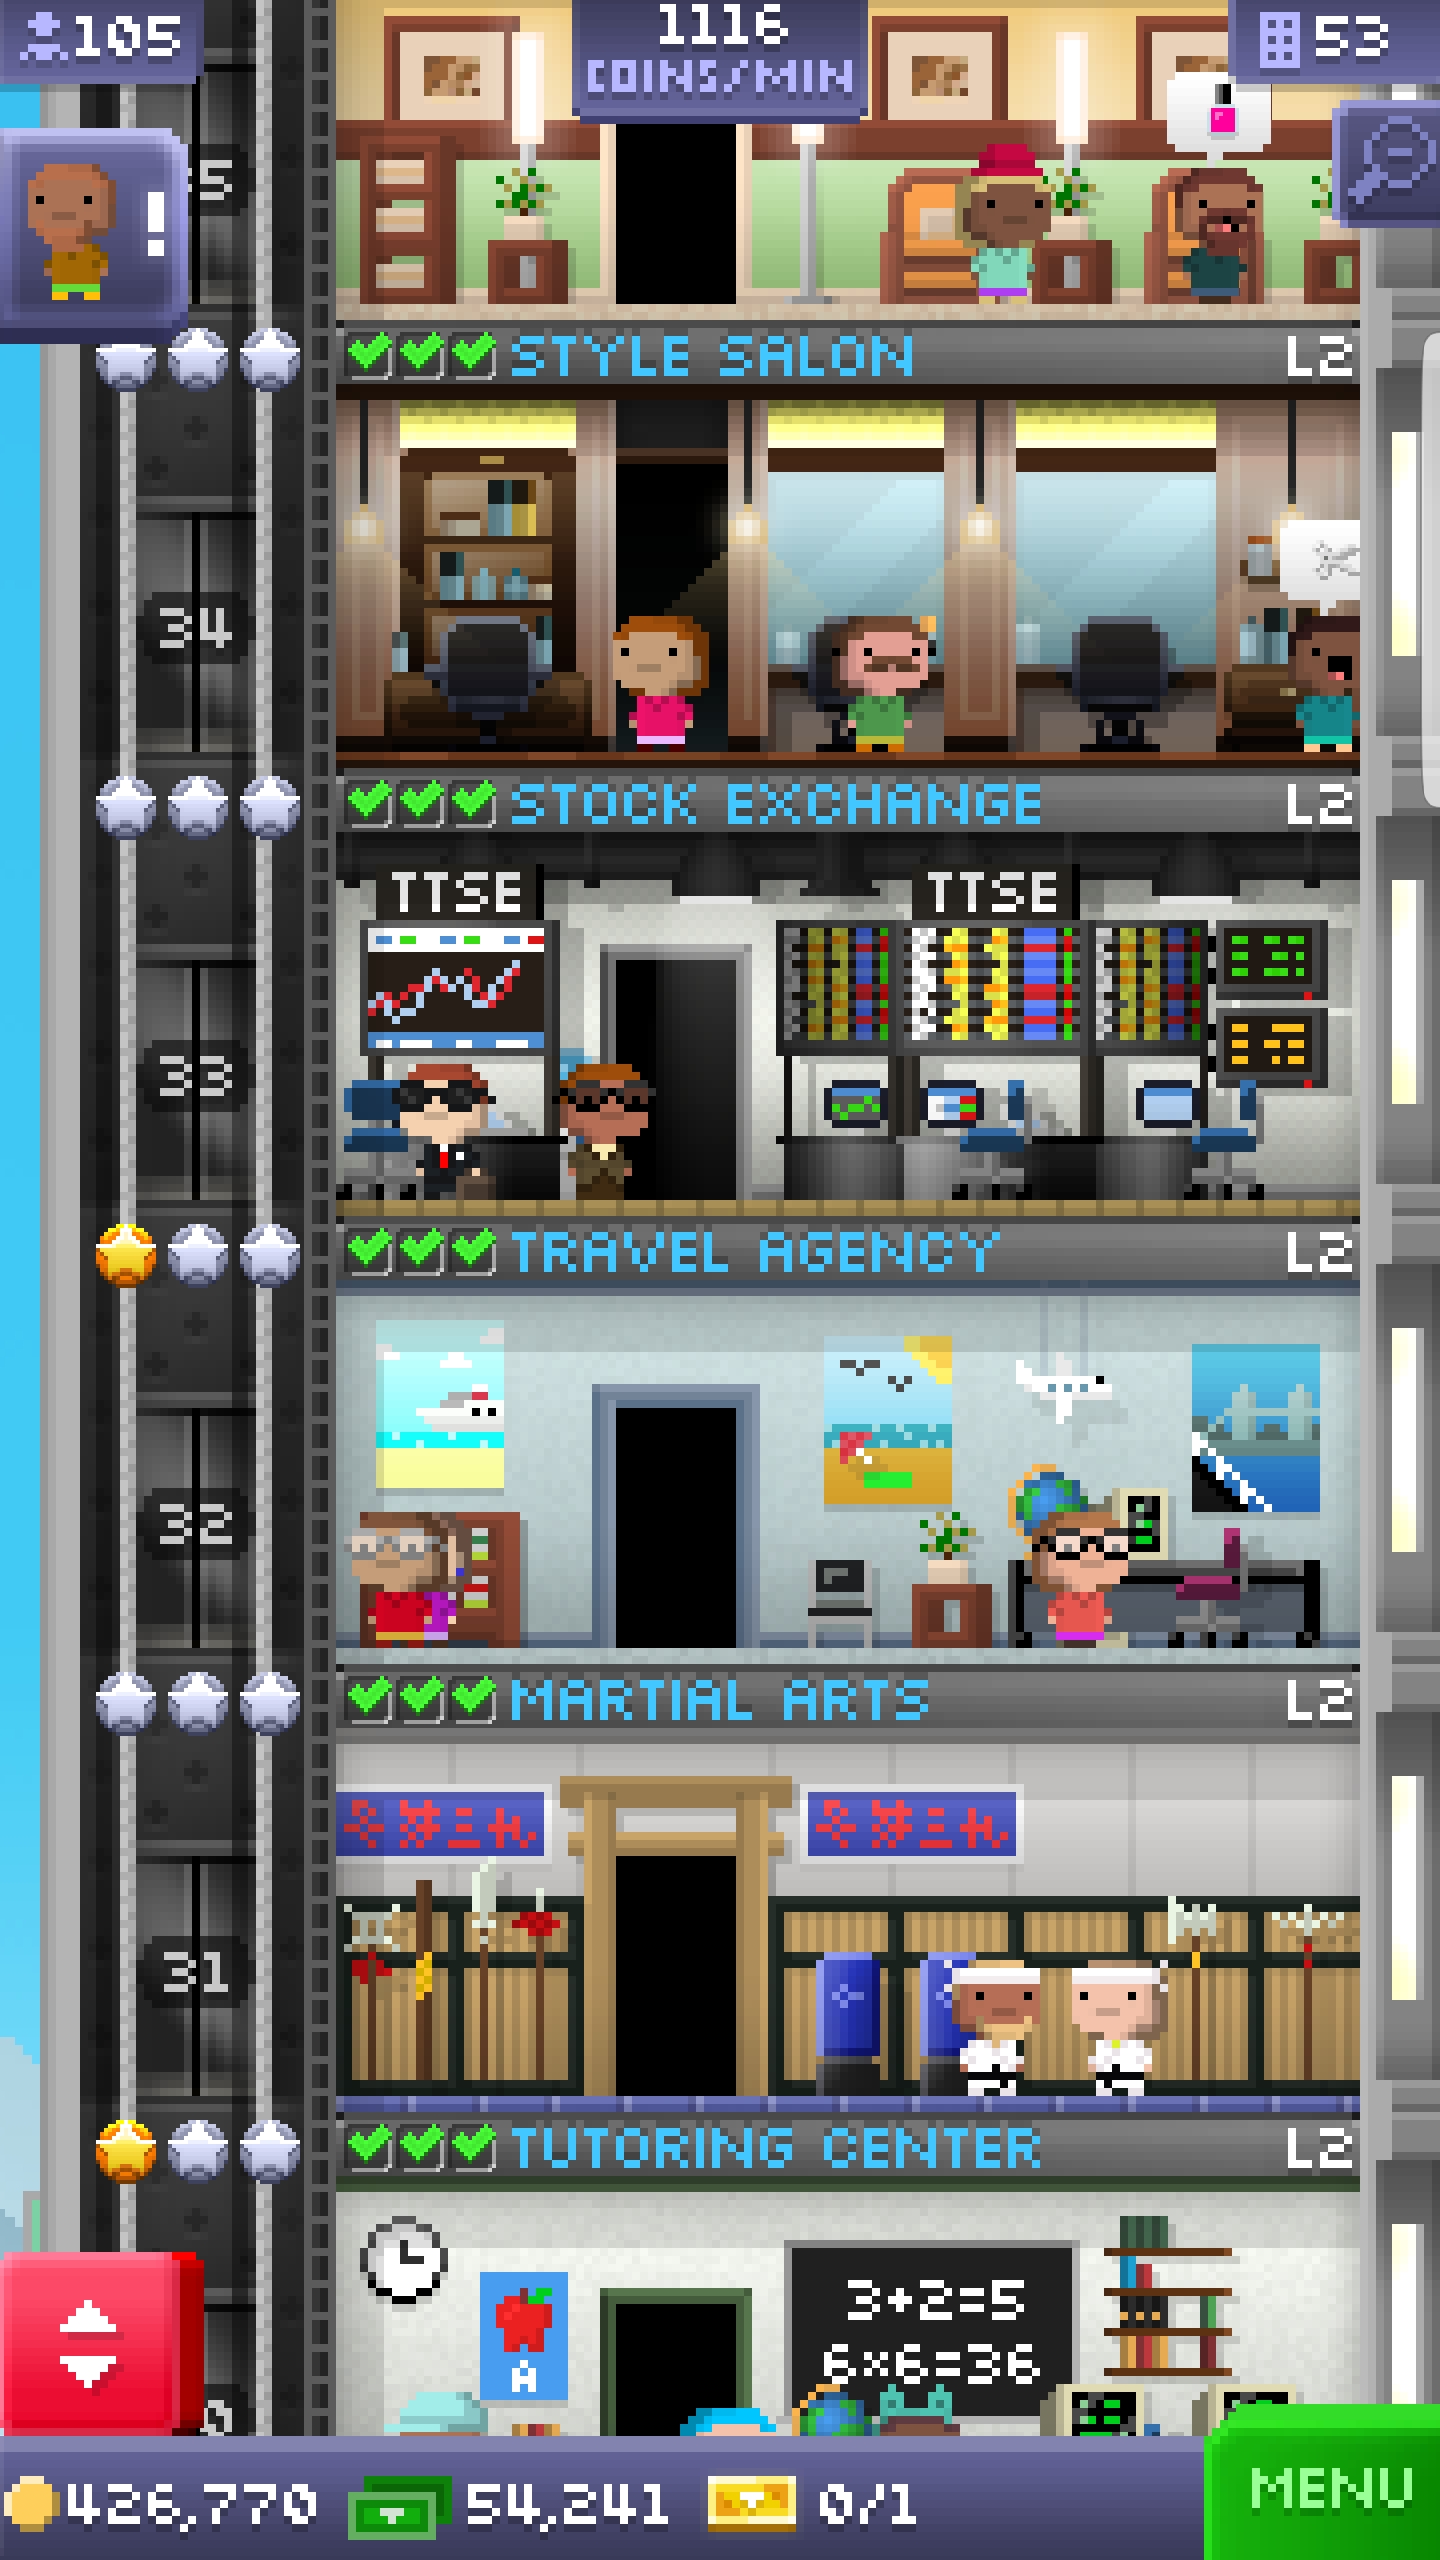 105
1116
COINS/MIN
53
!
STYLE SALON
L2
34
STOCK EXCHANGE
L2
TTSE
TTSE
33
TRAVEL AGENCY
L2
32
MARTIAL ARTS
L2
31
TUTORING CENTER
L2
3+2=5
6×6=36
A
426,770
54,241
0/1
MENU